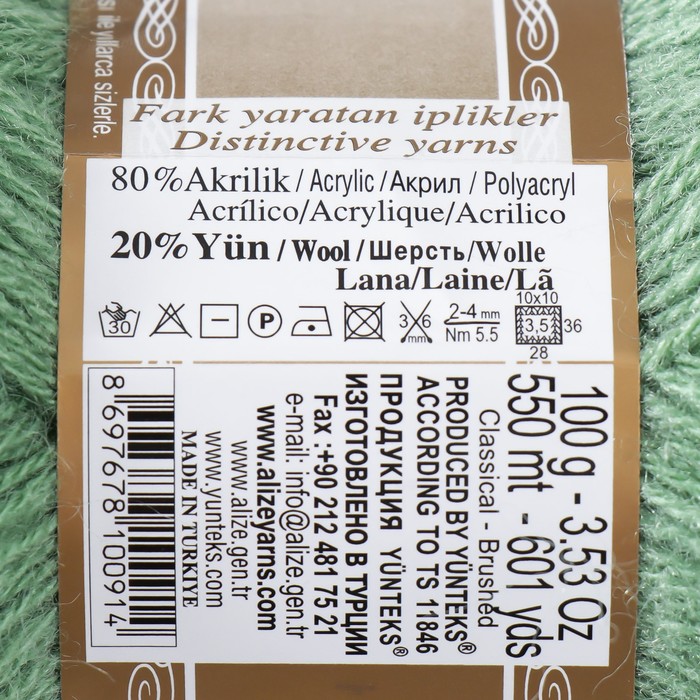 sı ile yıllarca sizlerle.
Fark yaratan iplikler
Distinctive yarns
80%Akrilik / Acrylic / Акрил / Polyacryl
Acrílico/Acrylique/Acrilico
20% Yün / Wool / Шерсть/Wolle
Lana/Laine/Lã
30
P
3 6
mm
2-4 mm
Nm 5.5
10x10
3,5
36
28
100 g - 3.53 Oz
550 mt - 601 yds
Classical - Brushed
PRODUCED BY YÜNTEKS®
ACCORDING TO TS 11846
ПРОДУКЦИЯ YÜNTEKS®
ИЗГОТОВЛЕНО В ТУРЦИИ
Fax :+90 212 481 75 21
e-mail: info@alize.gen.tr
www.alizeyarns.com
www.alize.gen.tr
www.yunteks.com
MADE IN TURKIYE
8 697678 100914